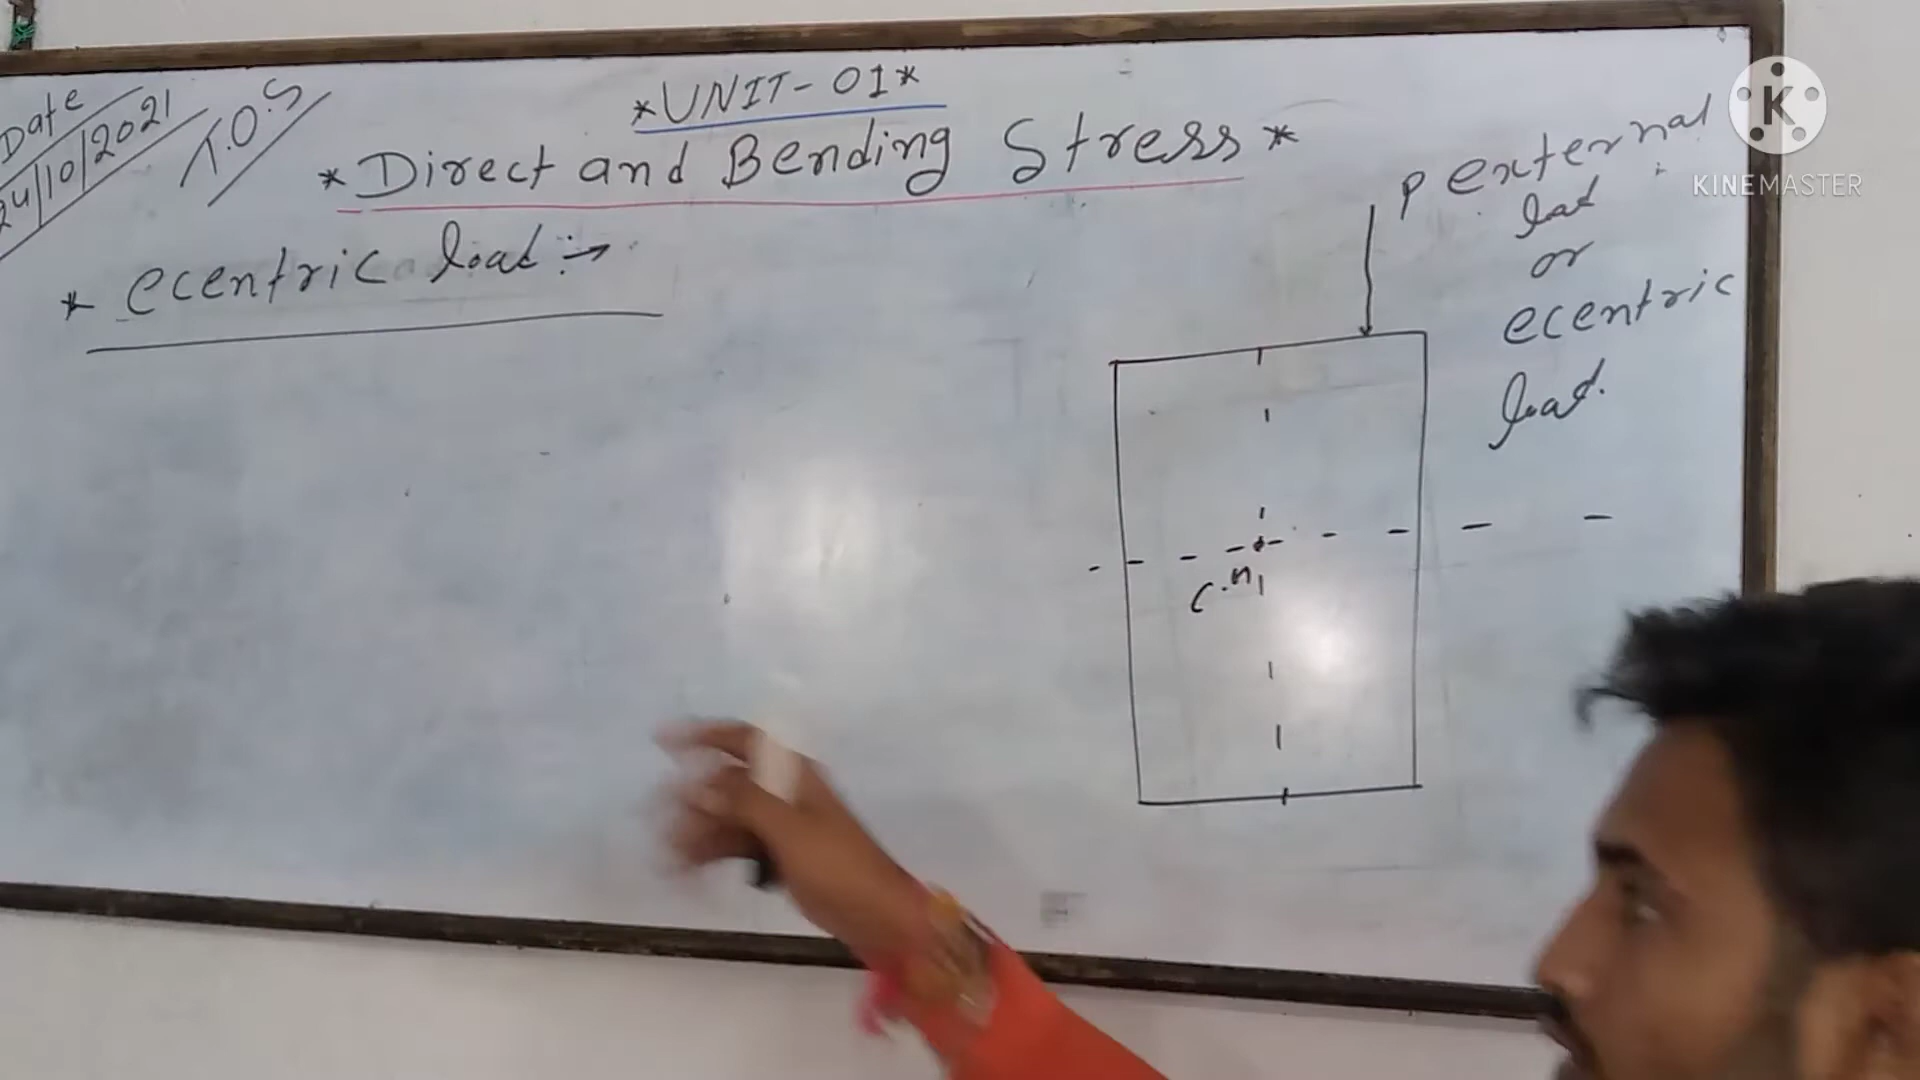 Date
24/10/2021
T.O.S
*UNIT-01*
*Direct and Bending Stress*
* ecentric load :→
P external
load
or
ecentric
load.
C.
KINEMASTER